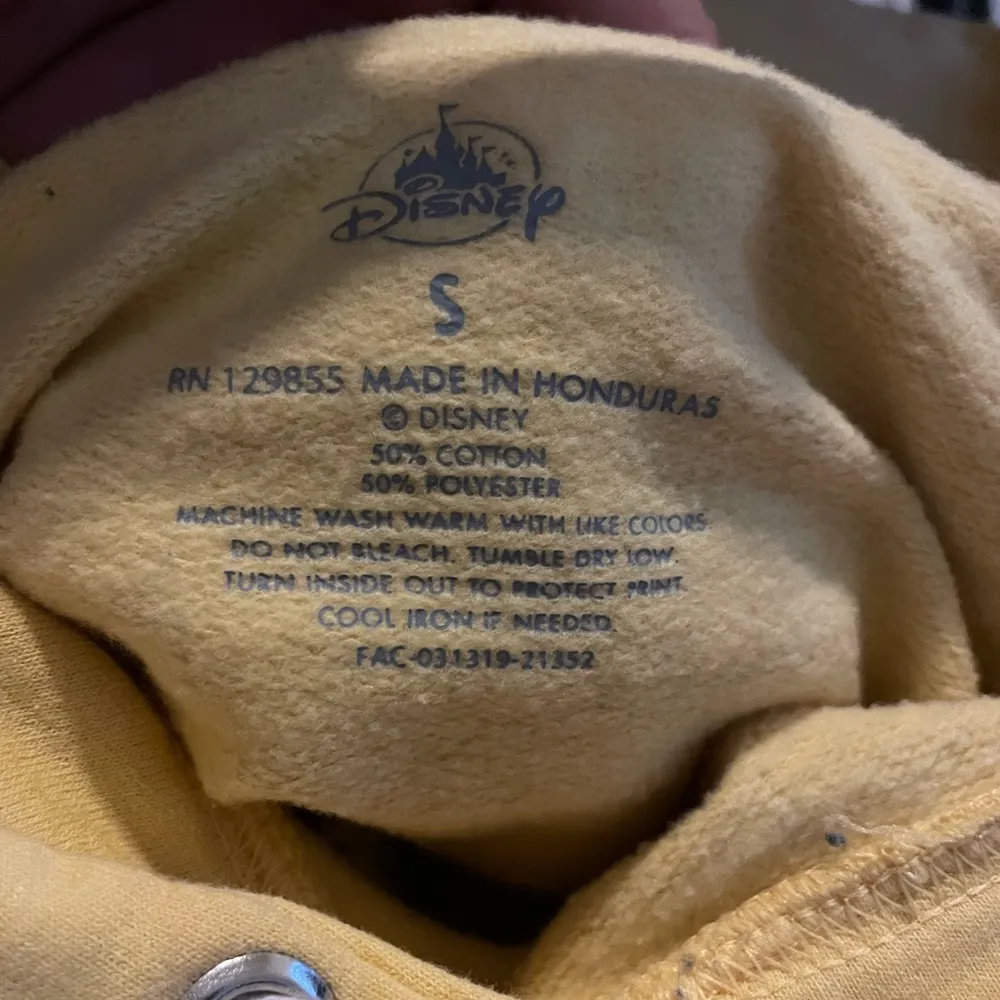 Disney
S
RN 129855 MADE IN HONDURAS
© DISNEY
50% COTTON
50% POLYESTER
MACHINE WASH WARM WITH LIKE COLORS.
DO NOT BLEACH. TUMBLE DRY LOW.
TURN INSIDE OUT TO PROTECT PRINT.
COOL IRON IF NEEDED.
FAC-031319-21352